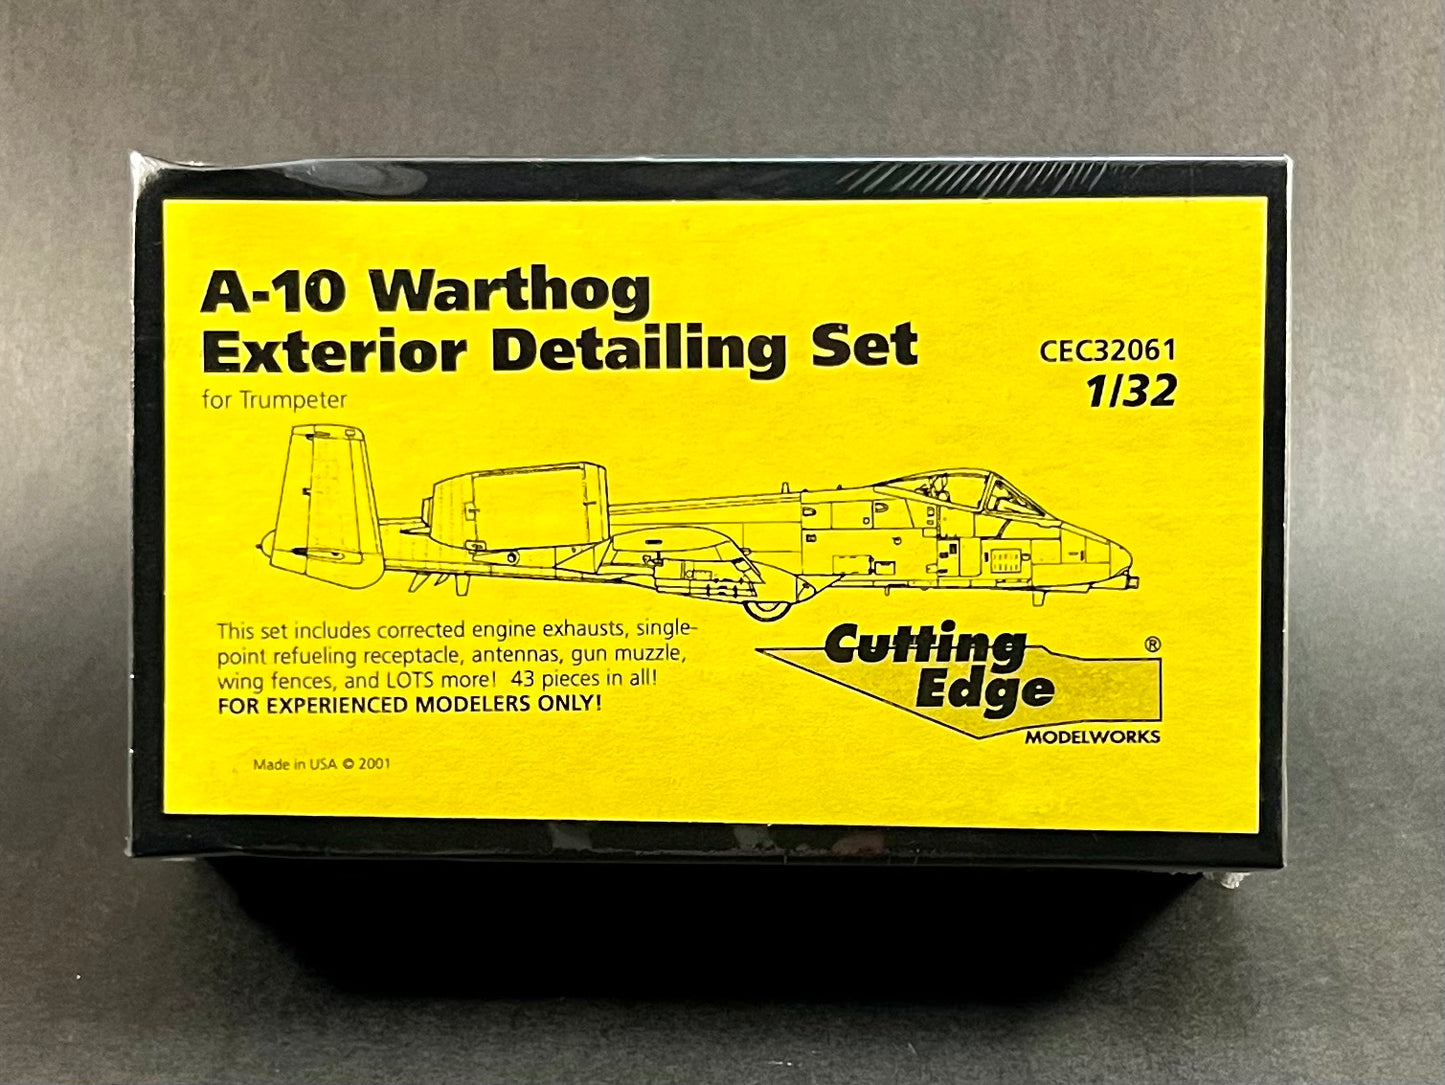 A-10 Warthog
Exterior Detailing Set
for Trumpeter
CEC32061
1/32
This set includes corrected engine exhausts, single-
point refueling receptacle, antennas, gun muzzle,
wing fences, and LOTS more!  43 pieces in all!
FOR EXPERIENCED MODELERS ONLY!
Made in USA © 2001
Cutting
Edge
®
MODELWORKS